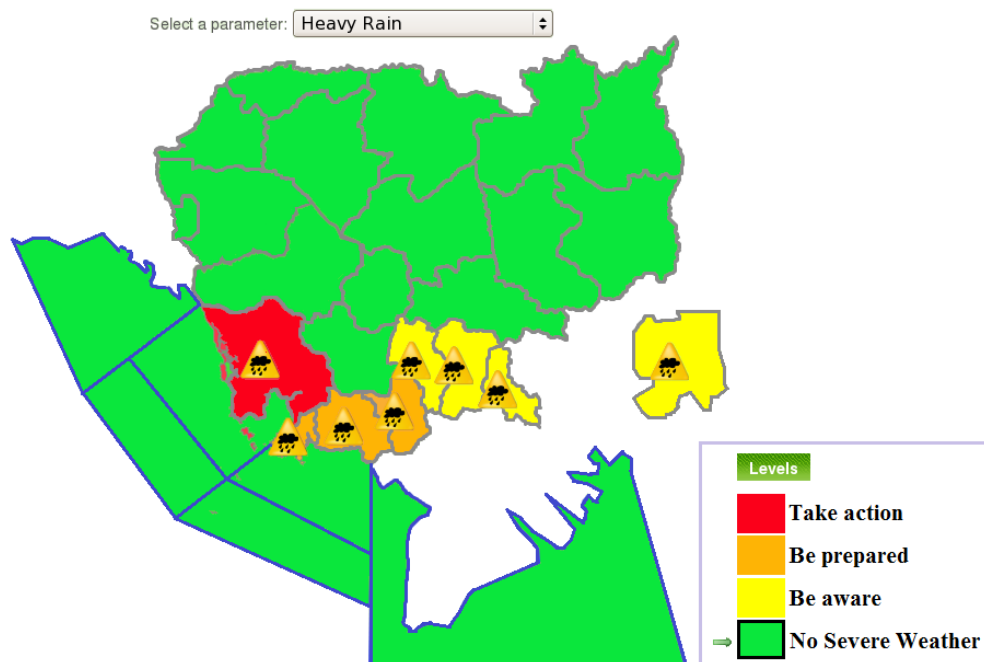 Select a parameter: Heavy Rain
Levels
Take action
Be prepared
Be aware
No Severe Weather